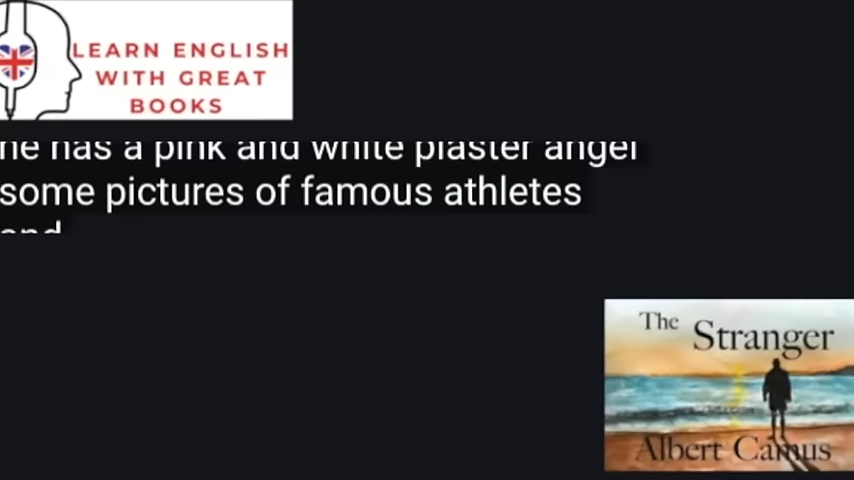 LEARN ENGLISH
WITH GREAT
BOOKS
he has a pink and white plaster angel
some pictures of famous athletes
and
The Stranger
Albert Camus